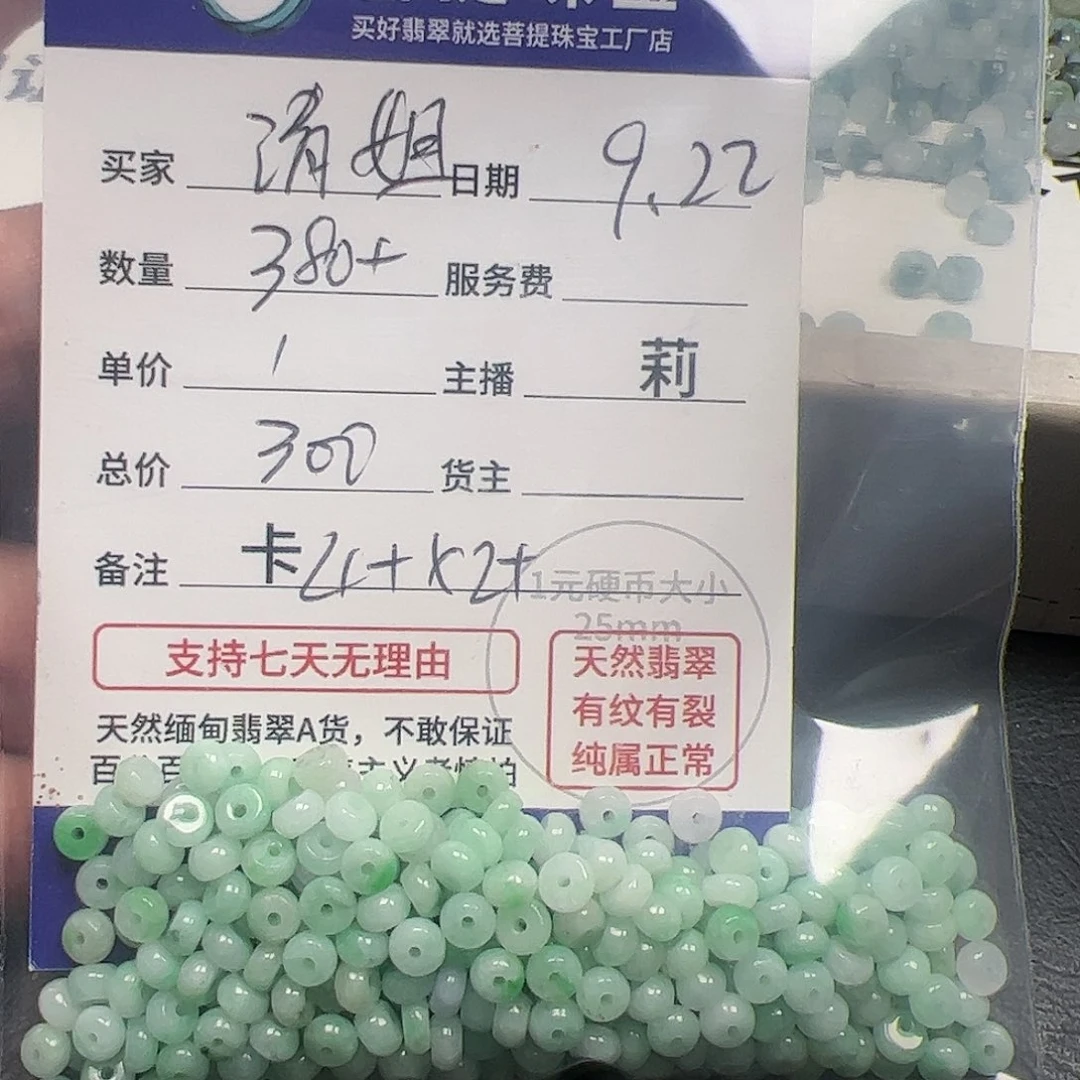 买好翡翠就选菩提珠宝工厂店
买家 清姐 日期 9.22
数量 380+ 服务费
单价 1 主播 莉
总价 300 货主
备注 卡2r+k2+
1元硬币大小
25mm
支持七天无理由
天然翡翠
有纹有裂
纯属正常
天然缅甸翡翠A货，不敢保证